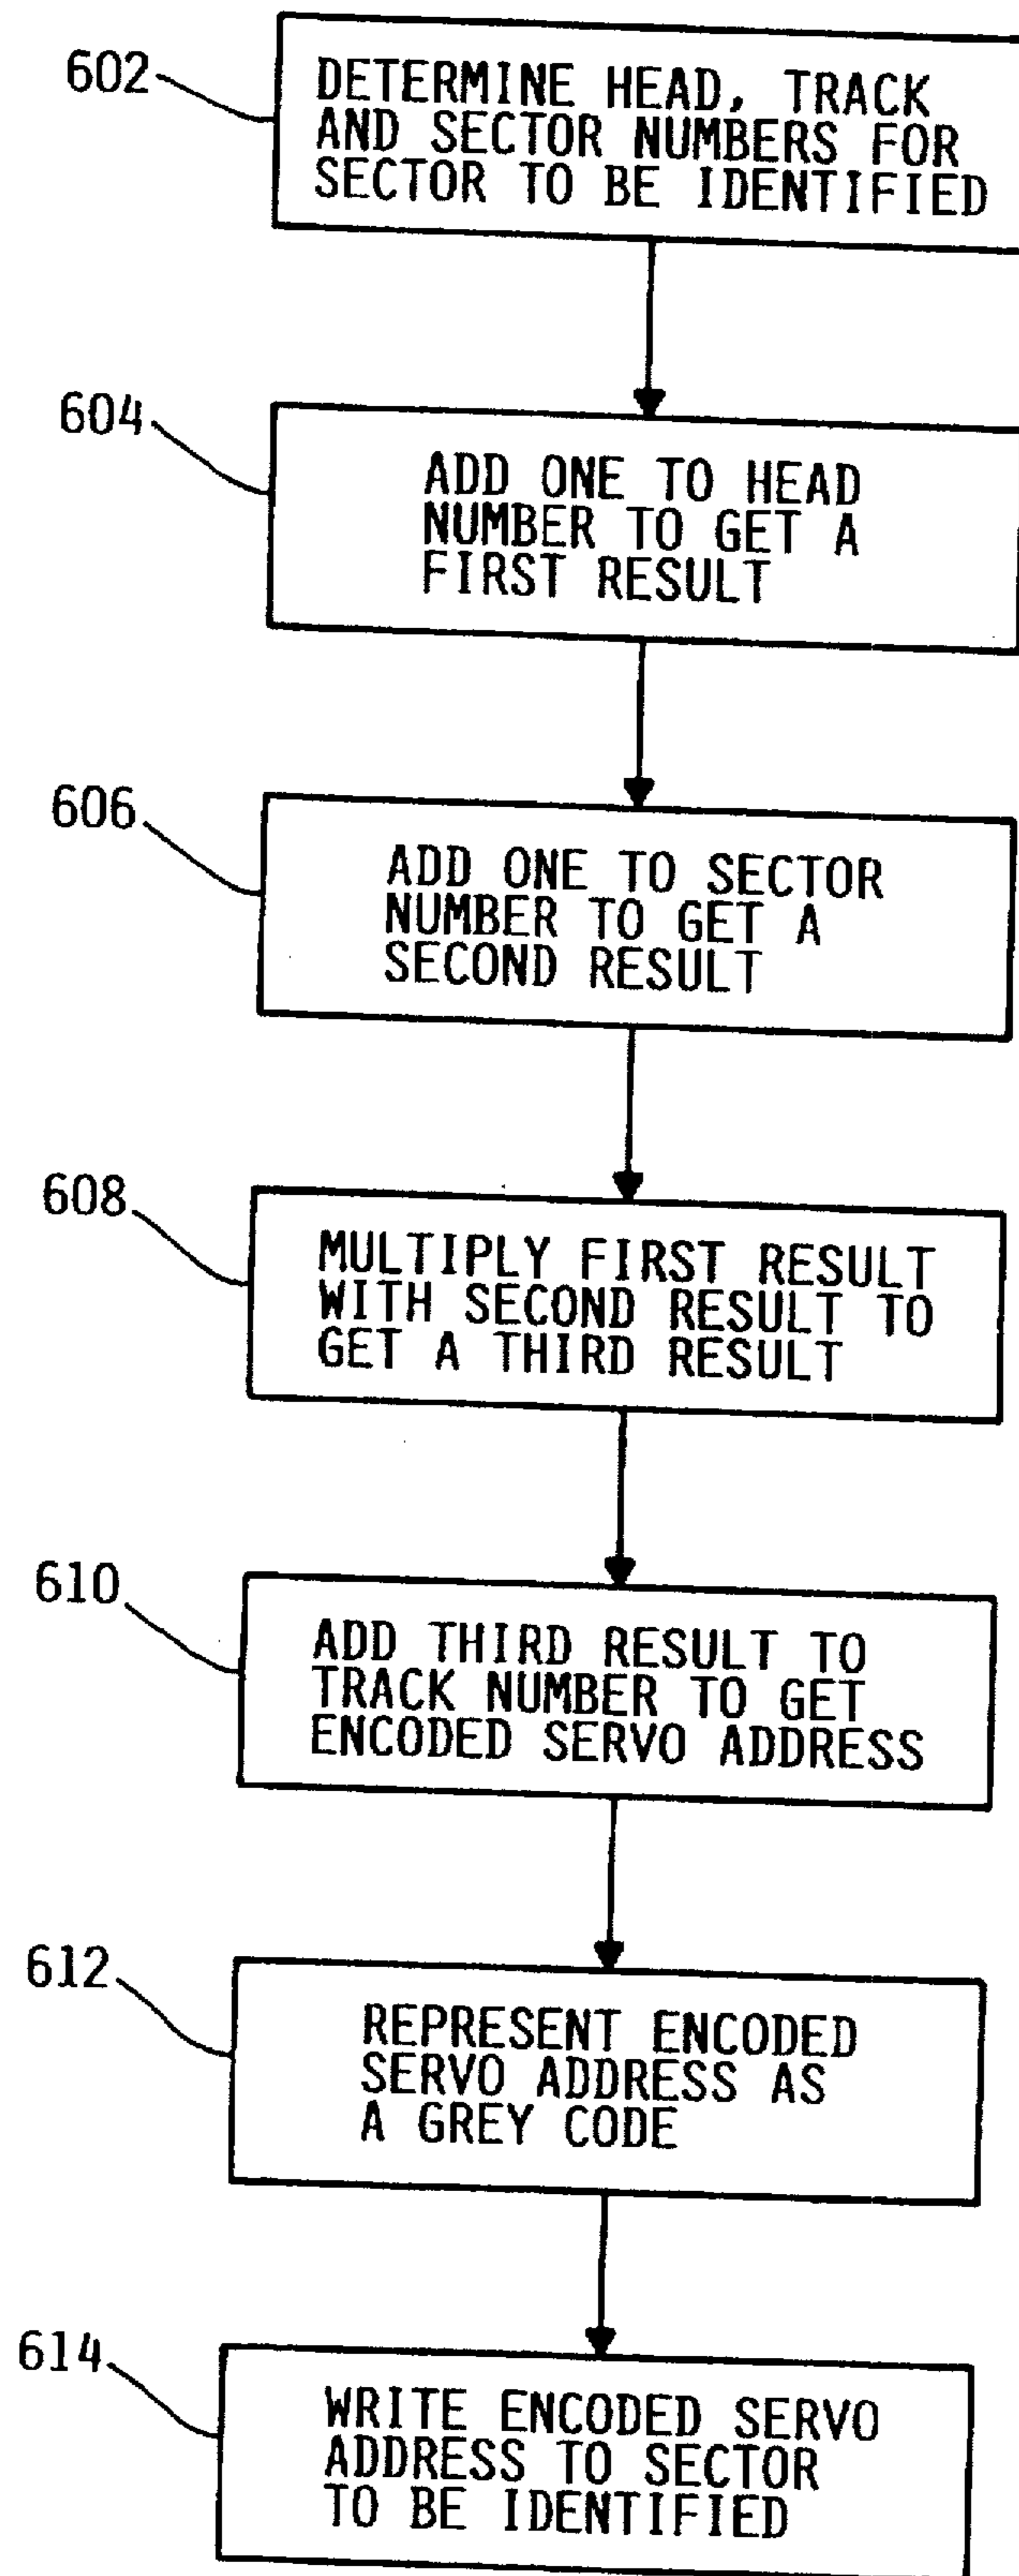 602
DETERMINE HEAD, TRACK
AND SECTOR NUMBERS FOR
SECTOR TO BE IDENTIFIED
604
ADD ONE TO HEAD
NUMBER TO GET A
FIRST RESULT
606
ADD ONE TO SECTOR
NUMBER TO GET A
SECOND RESULT
608
MULTIPLY FIRST RESULT
WITH SECOND RESULT TO
GET A THIRD RESULT
610
ADD THIRD RESULT TO
TRACK NUMBER TO GET
ENCODED SERVO ADDRESS
612
REPRESENT ENCODED
SERVO ADDRESS AS
A GREY CODE
614
WRITE ENCODED SERVO
ADDRESS TO SECTOR
TO BE IDENTIFIED